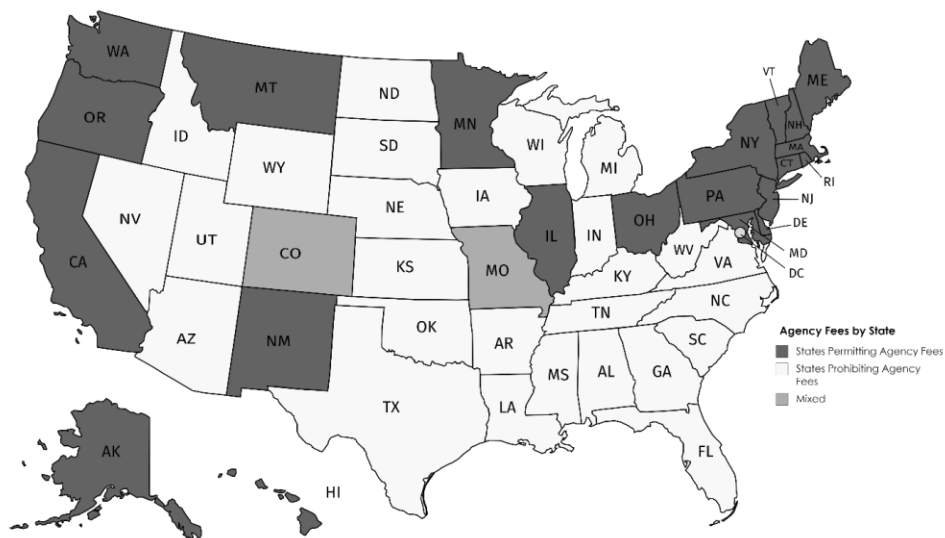 WA
MT
ND
MN
VT
ME
OR
ID
SD
WI
NY
NH
MA
WY
MI
CT
RI
IA
PA
NJ
NV
NE
IL
IN
OH
DE
UT
CO
WV
MD
CA
KS
MO
KY
VA
DC
NC
TN
AZ
NM
OK
AR
SC
MS
AL
GA
TX
LA
FL
AK
HI
Agency Fees by State
States Permitting Agency Fees
States Prohibiting Agency
Fees
Mixed